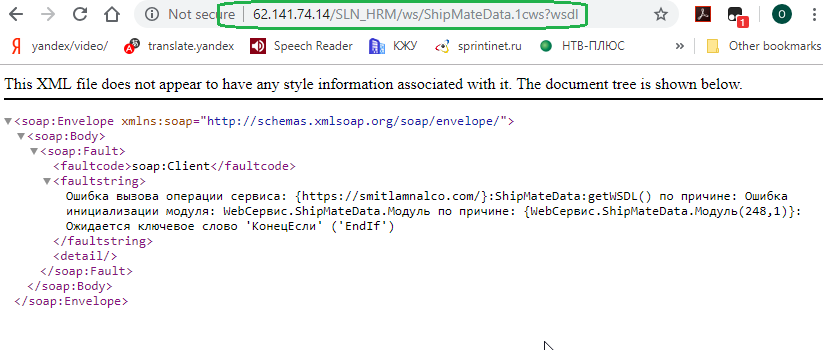 Not secure | 62.141.74.14/SLN_HRM/ws/ShipMateData.1cws?wsdl
1
O
Я yandex/video/ translate.yandex Speech Reader КЖУ sprintinet.ru НТВ-ПЛЮС » Other bookmarks
This XML file does not appear to have any style information associated with it. The document tree is shown below.
<soap:Envelope xmlns:soap="http://schemas.xmlsoap.org/soap/envelope/">
<soap:Body>
<soap:Fault>
<faultcode>soap:Client</faultcode>
<faultstring>
Ошибка вызова операции сервиса: {https://smitlamnalco.com/}:ShipMateData:getWSDL() по причине: Ошибка
инициализации модуля: WebСервис.ShipMateData.Модуль по причине: {WebСервис.ShipMateData.Модуль(248,1)}:
Ожидается ключевое слово 'КонецЕсли' ('EndIf')
</faultstring>
<detail/>
</soap:Fault>
</soap:Body>
</soap:Envelope>